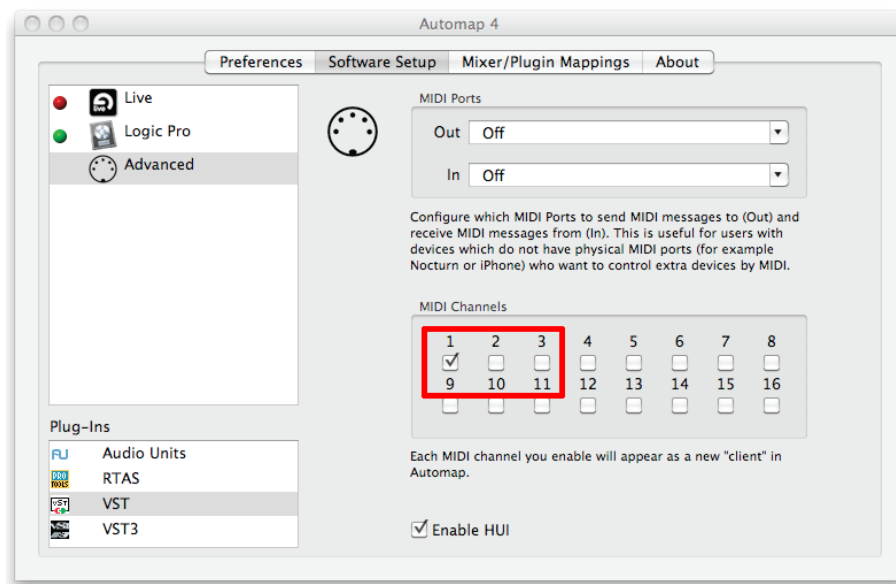 Automap 4
Preferences Software Setup Mixer/Plugin Mappings About
Live
Logic Pro
Advanced
MIDI Ports
Out Off
In Off
Configure which MIDI Ports to send MIDI messages to (Out) and
receive MIDI messages from (In). This is useful for users with
devices which do not have physical MIDI ports (for example
Nocturn or iPhone) who want to control extra devices by MIDI.
MIDI Channels
1 2 3 4 5 6 7 8
9 10 11 12 13 14 15 16
Each MIDI channel you enable will appear as a new "client" in
Automap.
Enable HUI
Plug-Ins
Audio Units
RTAS
VST
VST3